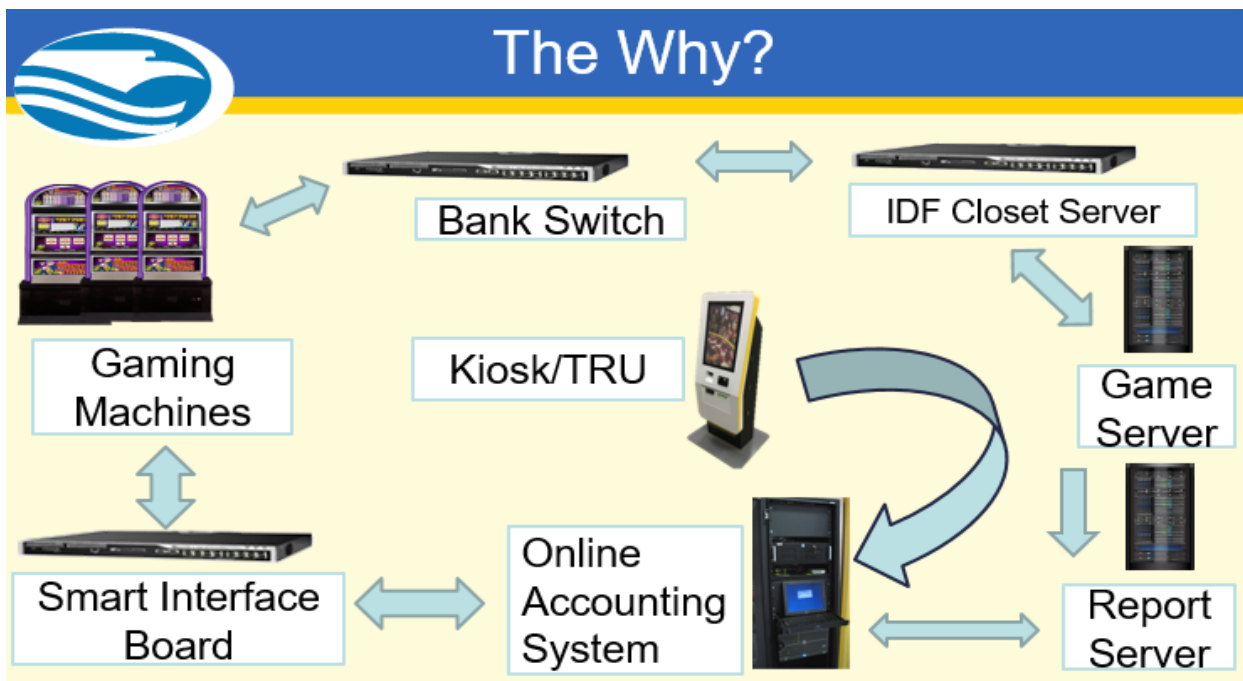 The Why?
Bank Switch
IDF Closet Server
Gaming
Machines
Kiosk/TRU
Game
Server
Smart Interface
Board
Online
Accounting
System
Report
Server